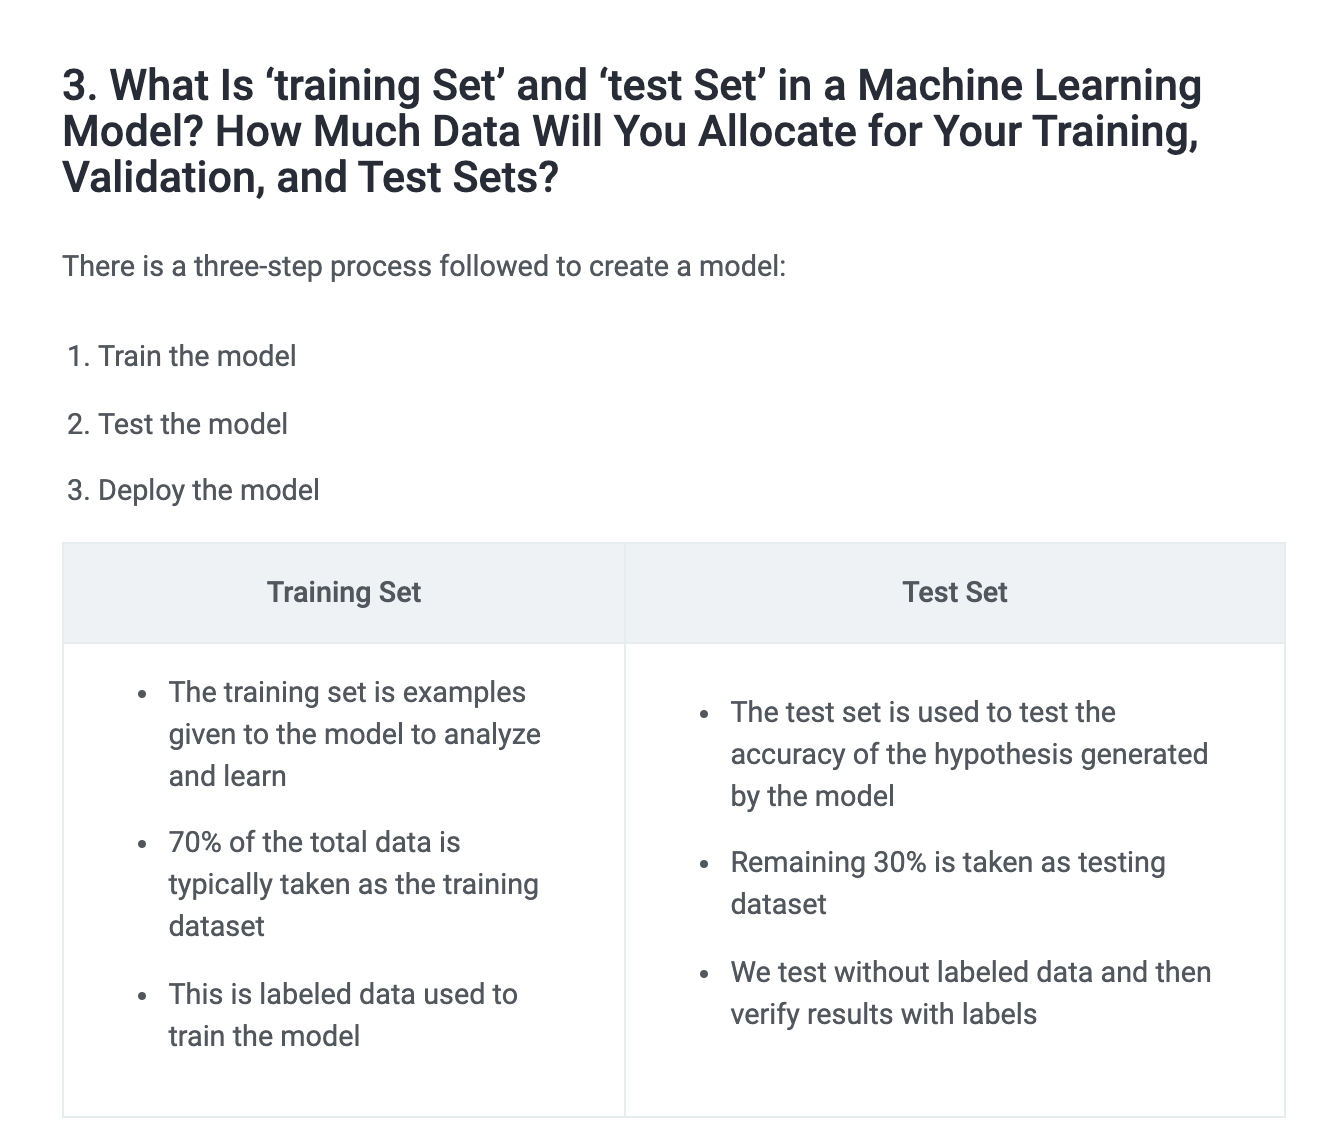 3. What Is ‘training Set’ and ‘test Set’ in a Machine Learning
Model? How Much Data Will You Allocate for Your Training,
Validation, and Test Sets?
There is a three-step process followed to create a model:
1. Train the model
2. Test the model
3. Deploy the model
Training Set
Test Set
• The training set is examples
given to the model to analyze
and learn
• 70% of the total data is
typically taken as the training
dataset
• This is labeled data used to
train the model
• The test set is used to test the
accuracy of the hypothesis generated
by the model
• Remaining 30% is taken as testing
dataset
• We test without labeled data and then
verify results with labels